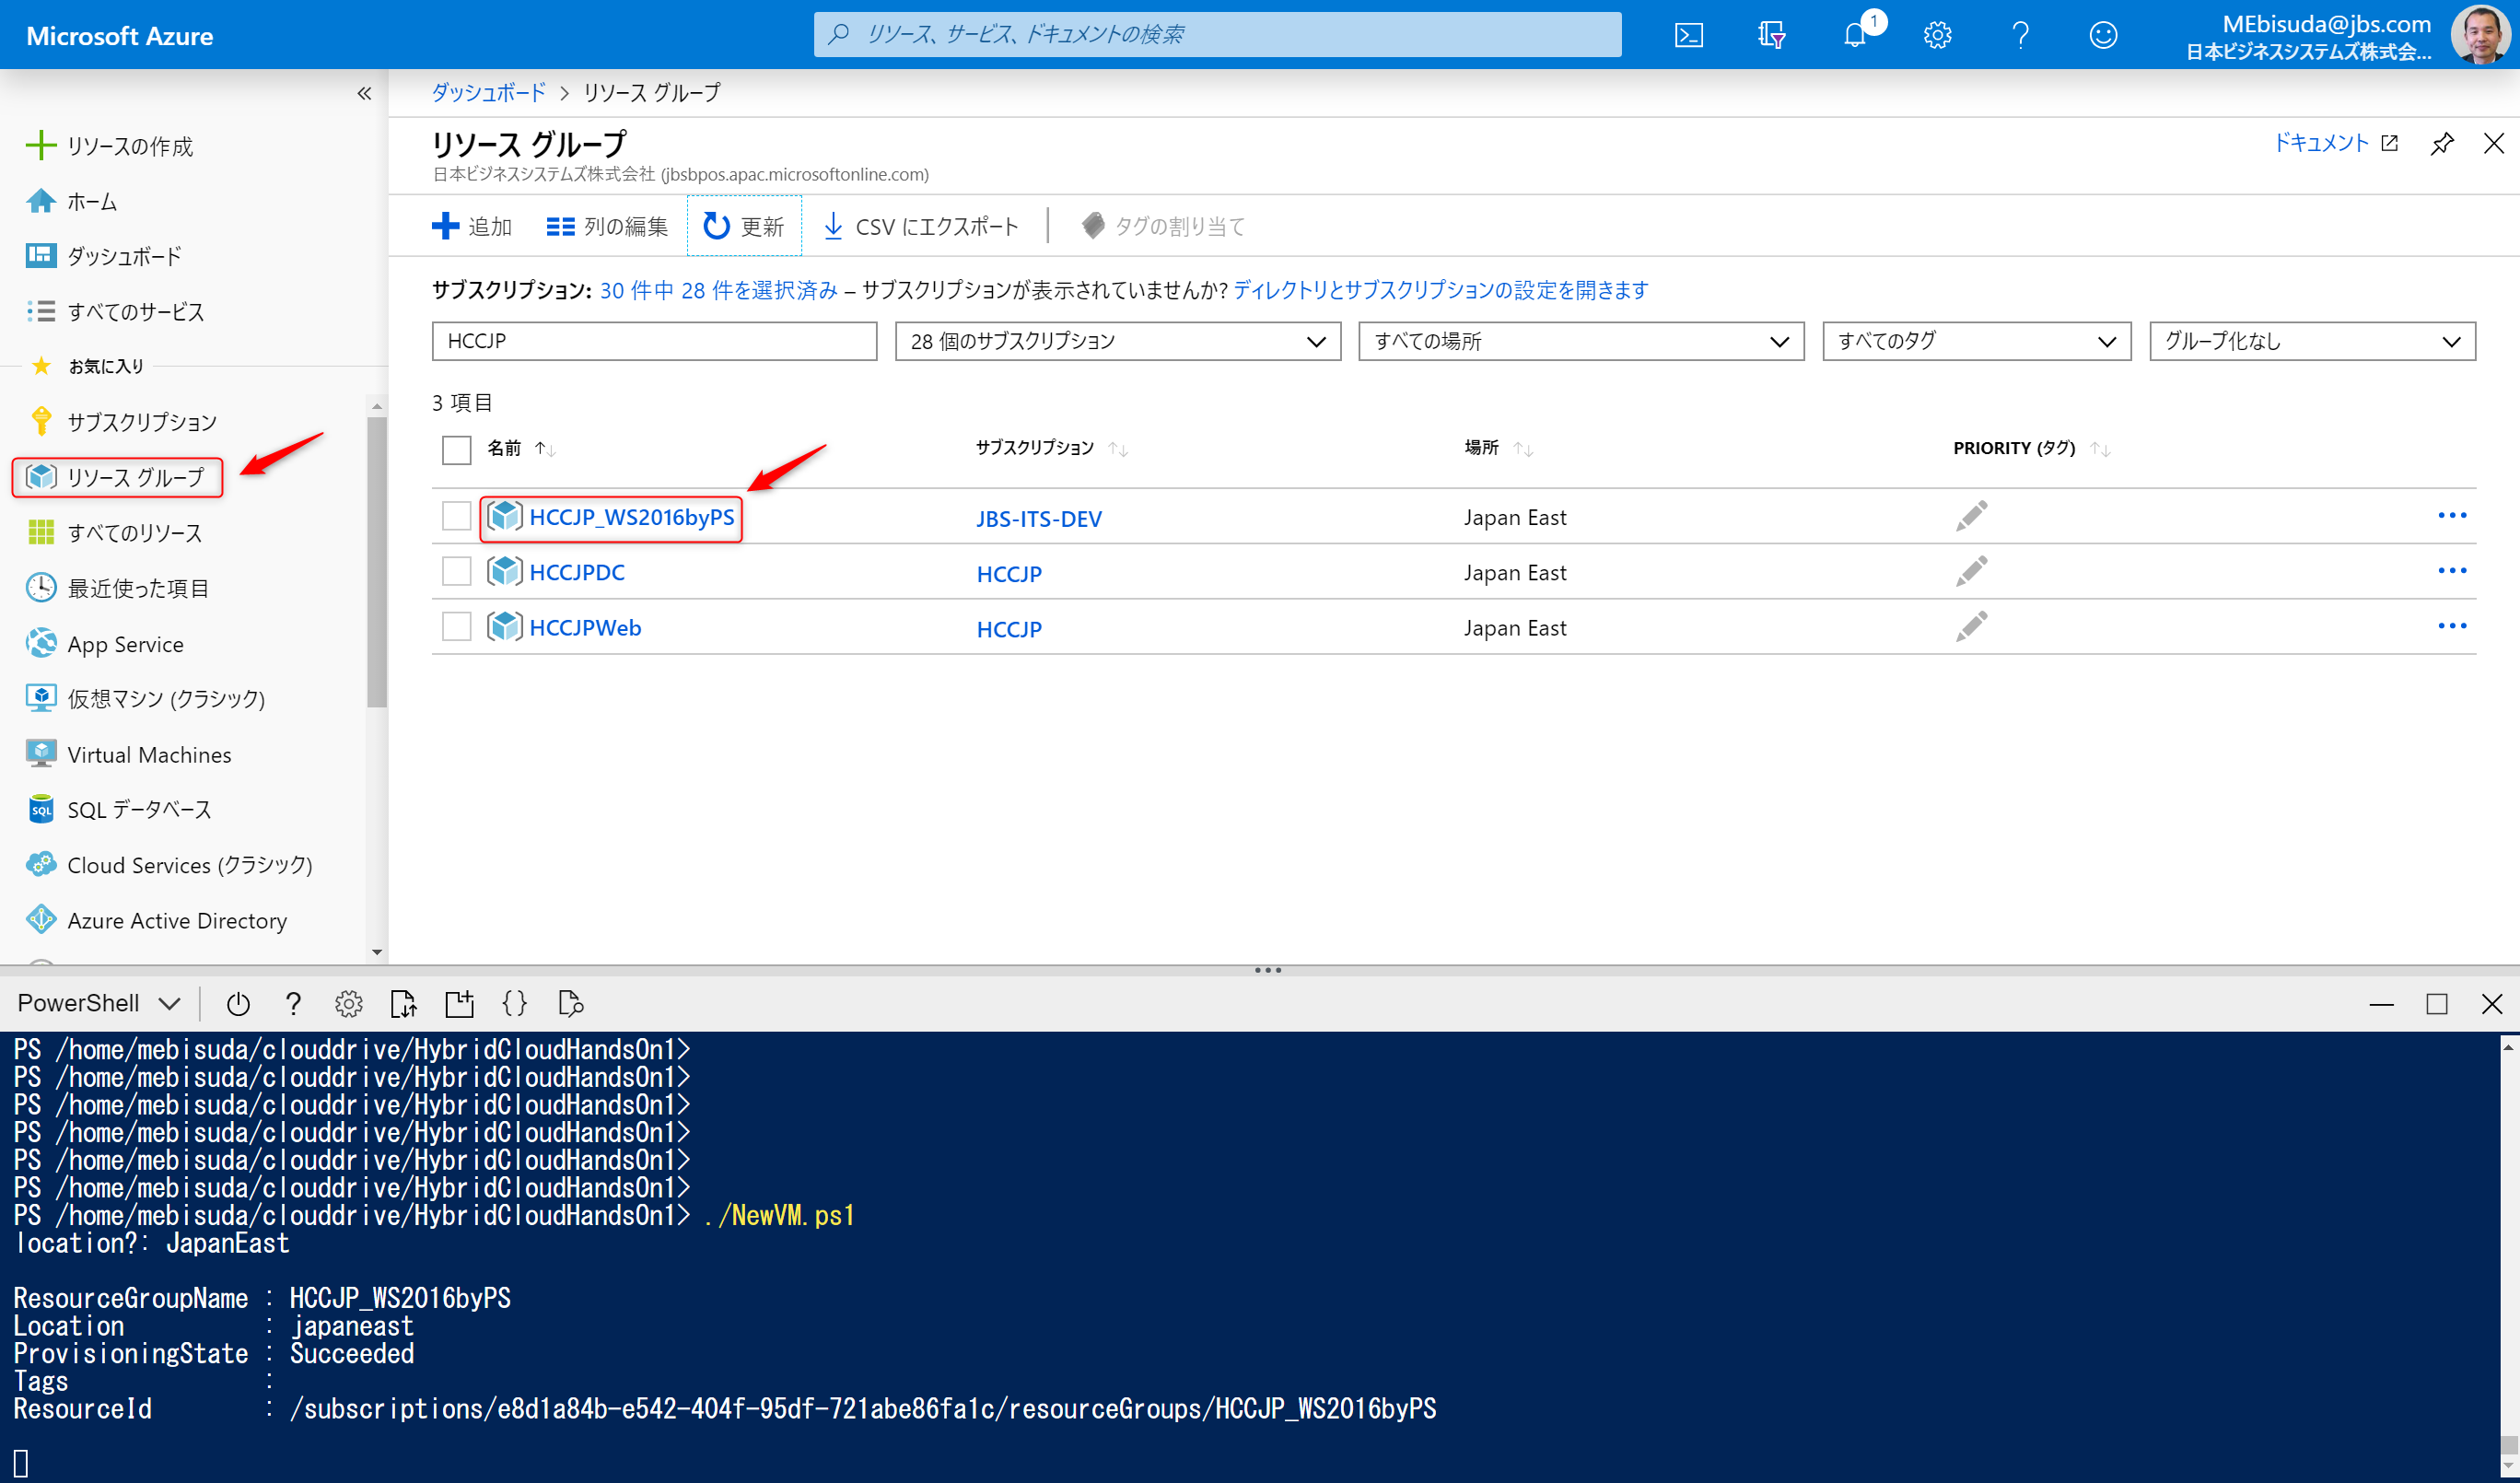 Microsoft Azure
リソース、サービス、ドキュメントの検索
1
MEbisuda@jbs.com
日本ビジネスシステムズ株式会...
リソースの作成
ホーム
ダッシュボード
すべてのサービス
お気に入り
サブスクリプション
リソース グループ
すべてのリソース
最近使った項目
App Service
仮想マシン (クラシック)
Virtual Machines
SQL データベース
Cloud Services (クラシック)
Azure Active Directory
ダッシュボード > リソース グループ
リソース グループ
日本ビジネスシステムズ株式会社 (jbsbpos.apac.microsoftonline.com)
ドキュメント
追加 列の編集 更新 CSV にエクスポート タグの割り当て
サブスクリプション: 30 件中 28 件を選択済み – サブスクリプションが表示されていませんか? ディレクトリとサブスクリプションの設定を開きます
HCCJP 28 個のサブスクリプション すべての場所 すべてのタグ グループ化なし
3 項目
名前 サブスクリプション 場所 PRIORITY (タグ)
HCCJP_WS2016byPS JBS-ITS-DEV Japan East
HCCJPDC HCCJP Japan East
HCCJPWeb HCCJP Japan East
PowerShell
PS /home/mebisuda/clouddrive/HybridCloudHandsOn1>
PS /home/mebisuda/clouddrive/HybridCloudHandsOn1>
PS /home/mebisuda/clouddrive/HybridCloudHandsOn1>
PS /home/mebisuda/clouddrive/HybridCloudHandsOn1>
PS /home/mebisuda/clouddrive/HybridCloudHandsOn1>
PS /home/mebisuda/clouddrive/HybridCloudHandsOn1>
PS /home/mebisuda/clouddrive/HybridCloudHandsOn1> ./NewVM.ps1
location?: JapanEast
ResourceGroupName : HCCJP_WS2016byPS
Location : japaneast
ProvisioningState : Succeeded
Tags :
ResourceId : /subscriptions/e8d1a84b-e542-404f-95df-721abe86fa1c/resourceGroups/HCCJP_WS2016byPS